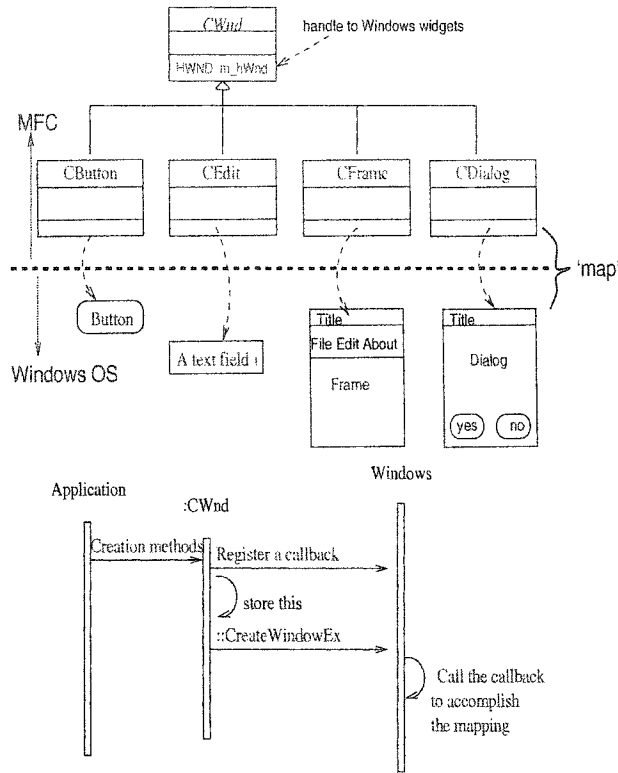 CWnd
handle to Windows widgets
HWND m_hWnd
MFC
CButton
CEdit
CFrame
CDialog
'map'
Button
Title
Title
File Edit About
A text field
Dialog
Windows OS
Frame
yes
no
Windows
Application
:CWnd
Creation methods
Register a callback
store this
::CreateWindowEx
Call the callback
to accomplish
the mapping